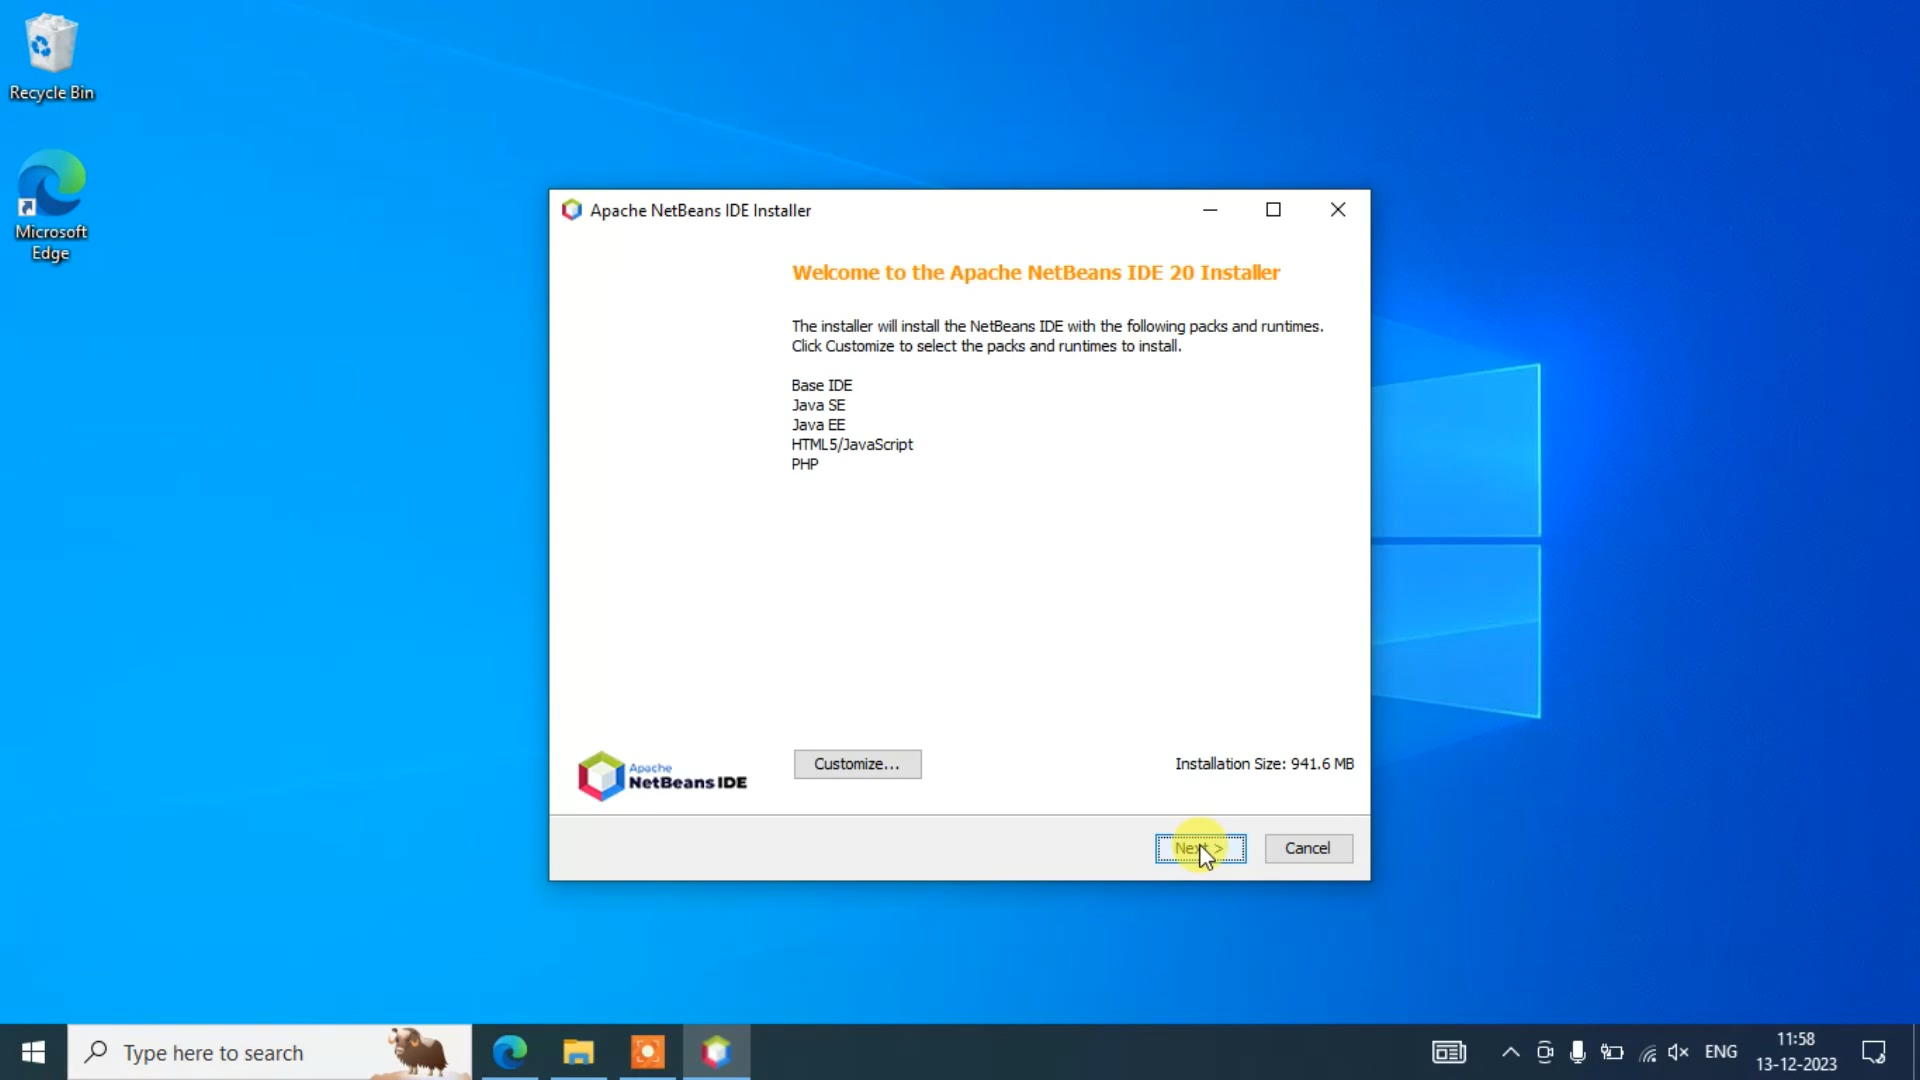 Recycle Bin
Microsoft
Edge
Apache NetBeans IDE Installer
Welcome to the Apache NetBeans IDE 20 Installer
The installer will install the NetBeans IDE with the following packs and runtimes.
Click Customize to select the packs and runtimes to install.
Base IDE
Java SE
Java EE
HTML5/JavaScript
PHP
Apache
NetBeans IDE
Customize...
Installation Size: 941.6 MB
Next >
Cancel
Type here to search
ENG
11:58
13-12-2023